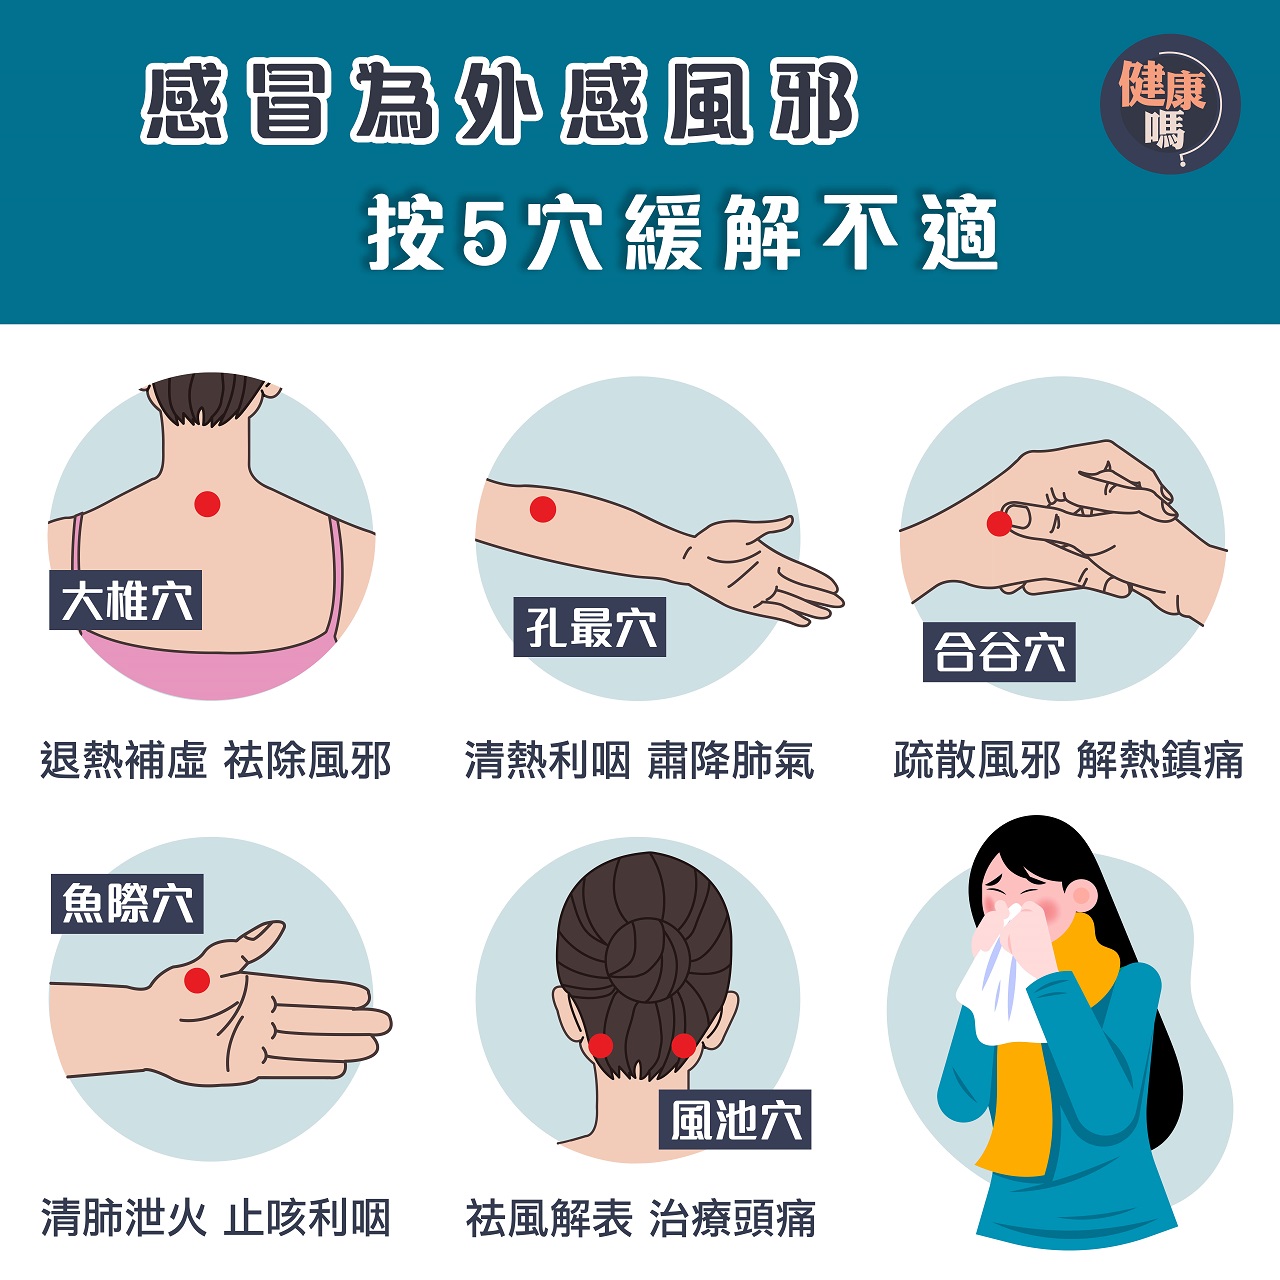 感冒為外感風邪
健康
嗎
按5穴緩解不適
大椎穴
退熱補虛 祛除風邪
孔最穴
清熱利咽 肅降肺氣
合谷穴
疏散風邪 解熱鎮痛
魚際穴
清肺泄火 止咳利咽
風池穴
祛風解表 治療頭痛